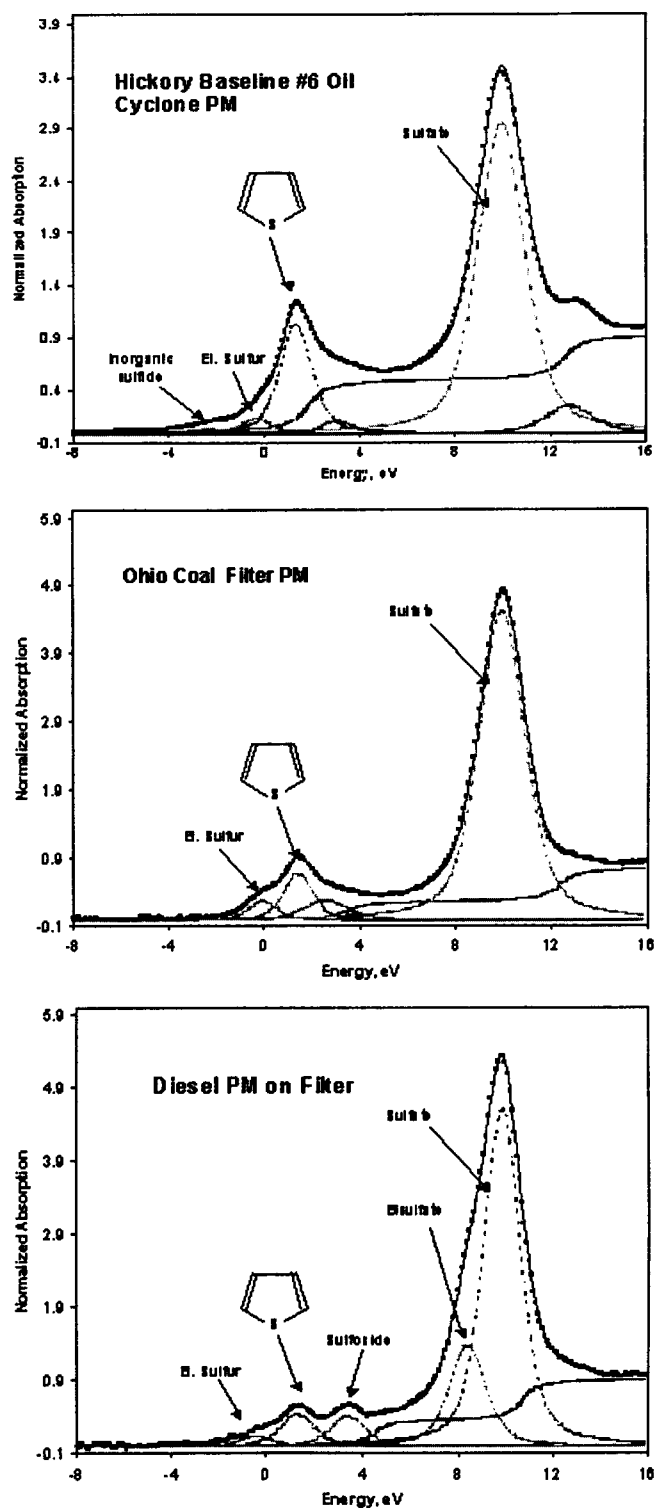 3.9
Hickory Baseline #6 Oil
Cyclone PM
3.4
2.9
Sulfate
2.4
S
1.9
1.4
Normalized Absorption
0.9
Inorganic
sulfide
El. Sulfur
0.4
-0.1
-8 -4 0 4 8 12 16
Energy, eV
5.9
Ohio Coal Filter PM
4.9
Sulfate
3.9
2.9
S
1.9
Normalized Absorption
El. Sulfur
0.9
-0.1
-8 -4 0 4 8 12 16
Energy, eV
5.9
Diesel PM on Filter
4.9
Sulfate
3.9
Bisulfate
2.9
S
1.9
Normalized Absorption
Sulfoxide
El. Sulfur
0.9
-0.1
-8 -4 0 4 8 12 16
Energy, eV